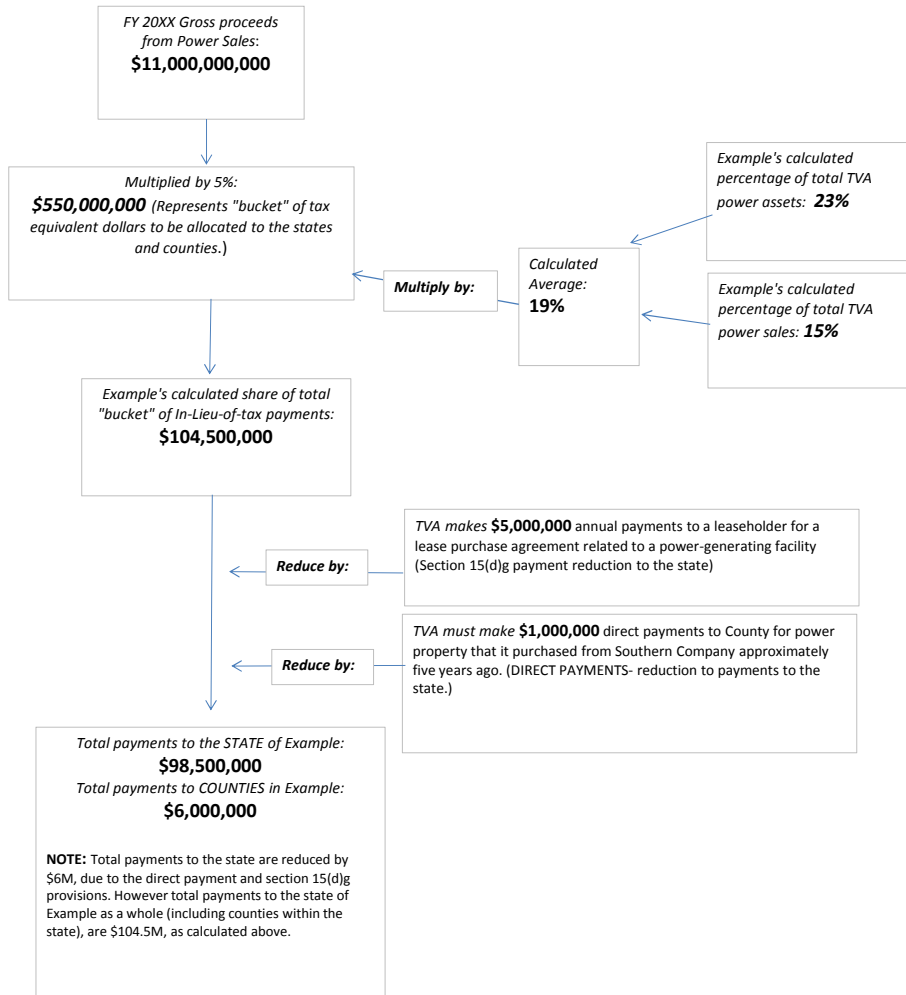 FY 20XX Gross proceeds
from Power Sales:
$11,000,000,000
Multiplied by 5%:
$550,000,000 (Represents "bucket" of tax
equivalent dollars to be allocated to the states
and counties.)
Multiply by:
Calculated
Average:
19%
Example's calculated
percentage of total TVA
power assets: 23%
Example's calculated
percentage of total TVA
power sales: 15%
Example's calculated share of total
"bucket" of In-Lieu-of-tax payments:
$104,500,000
Reduce by:
TVA makes $5,000,000 annual payments to a leaseholder for a
lease purchase agreement related to a power-generating facility
(Section 15(d)g payment reduction to the state)
Reduce by:
TVA must make $1,000,000 direct payments to County for power
property that it purchased from Southern Company approximately
five years ago. (DIRECT PAYMENTS- reduction to payments to the
state.)
Total payments to the STATE of Example:
$98,500,000
Total payments to COUNTIES in Example:
$6,000,000
NOTE: Total payments to the state are reduced by
$6M, due to the direct payment and section 15(d)g
provisions. However total payments to the state of
Example as a whole (including counties within the
state), are $104.5M, as calculated above.